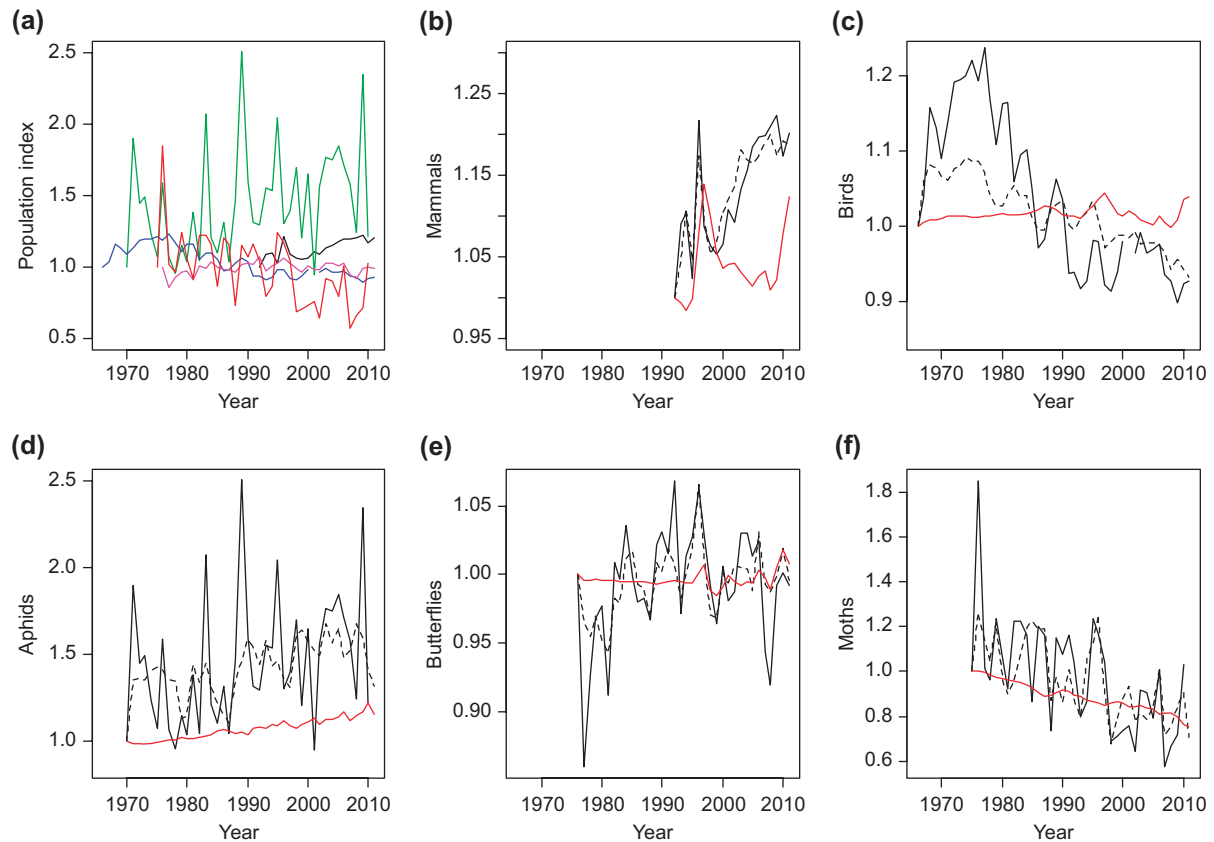 (a)
Population index
2.5
2.0
1.5
1.0
0.5
1970 1980 1990 2000 2010
Year
(b)
Mammals
1.25
1.15
1.05
0.95
1970 1980 1990 2000 2010
Year
(c)
Birds
1.2
1.1
1.0
0.9
1970 1980 1990 2000 2010
Year
(d)
Aphids
2.5
2.0
1.5
1.0
1970 1980 1990 2000 2010
Year
(e)
Butterflies
1.05
1.00
0.95
0.90
1970 1980 1990 2000 2010
Year
(f)
Moths
1.8
1.6
1.4
1.2
1.0
0.8
0.6
1970 1980 1990 2000 2010
Year